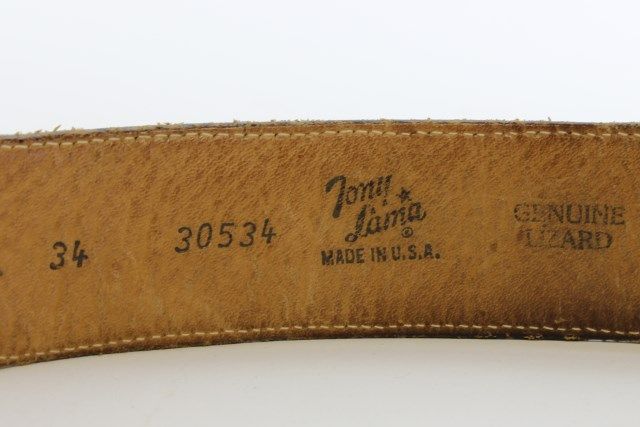 34
30534
Tony
Lama
®
MADE IN U.S.A.
GENUINE
LIZARD